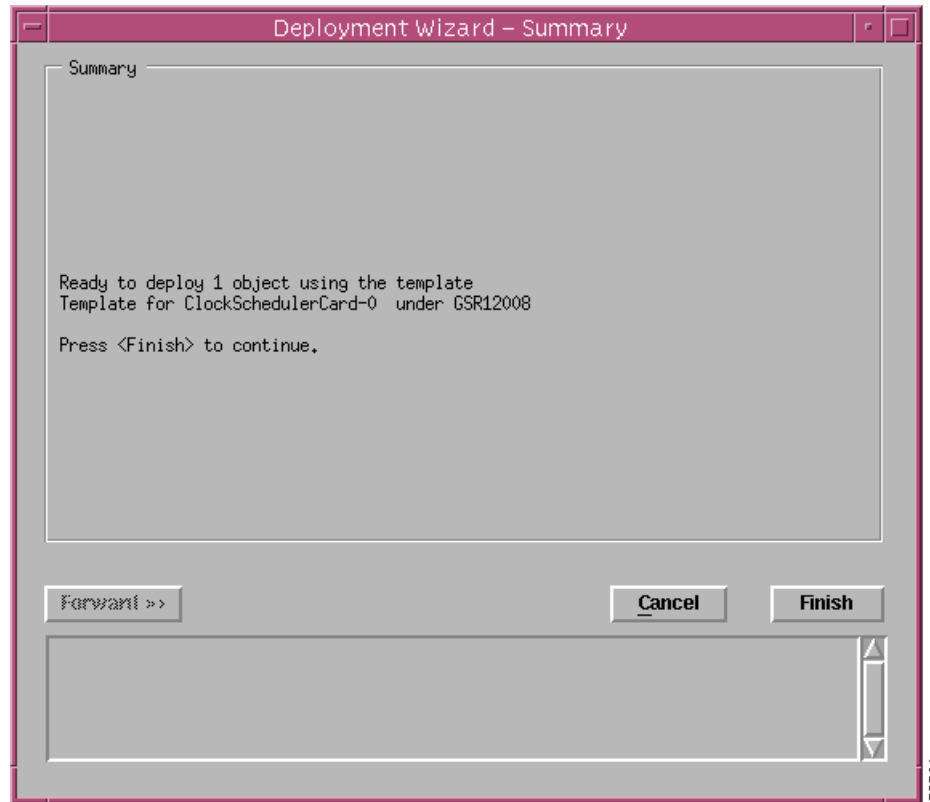 Deployment Wizard – Summary
Summary
Ready to deploy 1 object using the template
Template for ClockSchedulerCard-0 under GSR12008
Press <Finish> to continue.
Forward >>
Cancel
Finish